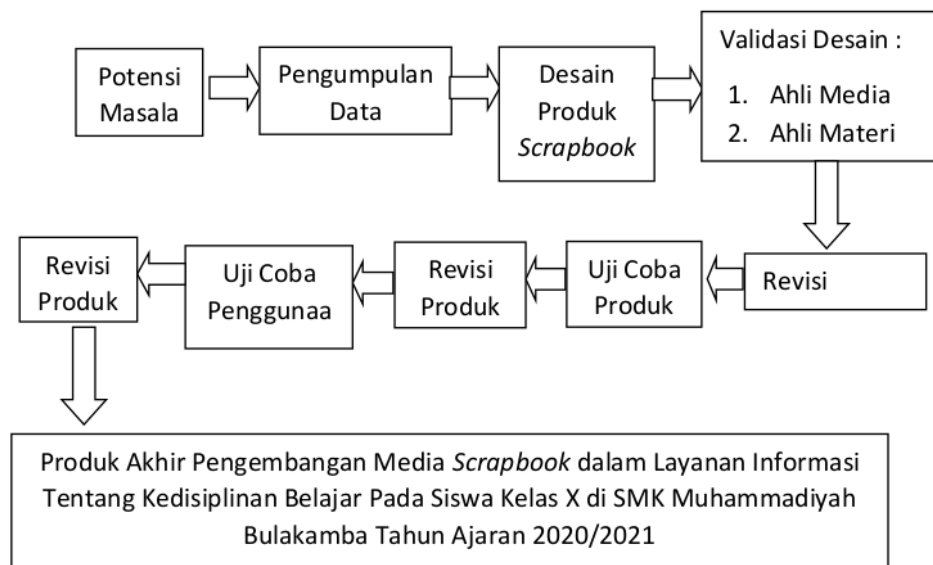 Potensi
Masala
Pengumpulan
Data
Desain
Produk
Scrapbook
Validasi Desain :
1. Ahli Media
2. Ahli Materi
Revisi
Uji Coba
Produk
Revisi
Produk
Uji Coba
Penggunaa
Revisi
Produk
Produk Akhir Pengembangan Media Scrapbook dalam Layanan Informasi
Tentang Kedisiplinan Belajar Pada Siswa Kelas X di SMK Muhammadiyah
Bulakamba Tahun Ajaran 2020/2021